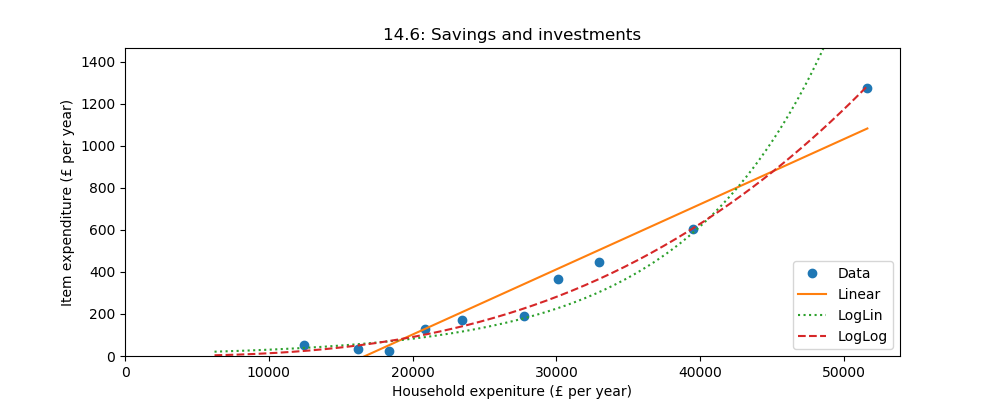 14.6: Savings and investments
Item expenditure (£ per year)
1400
1200
1000
800
600
400
200
0
0 10000 20000 30000 40000 50000
Household expeniture (£ per year)
Data
Linear
LogLin
LogLog